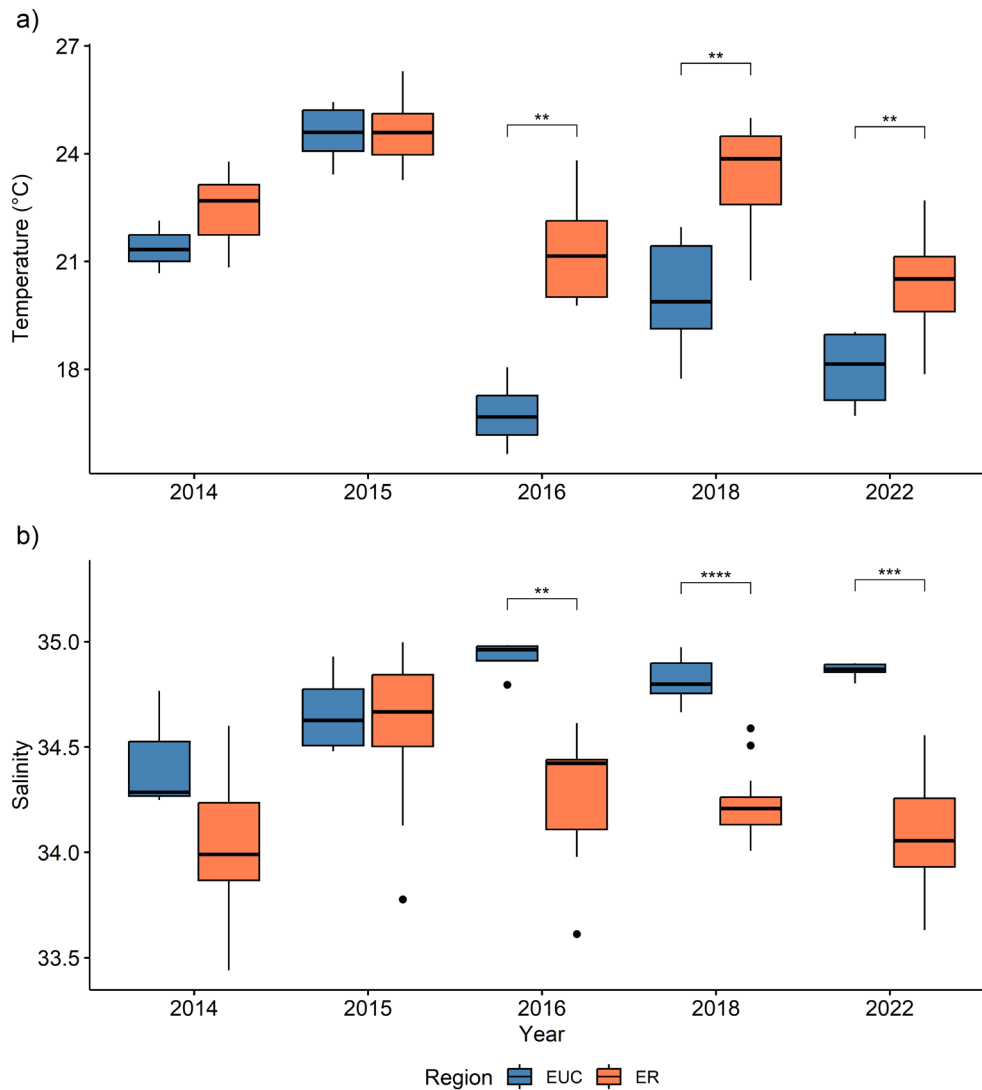 a)
27
24
21
18
Temperature (°C)
** ** **
2014 2015 2016 2018 2022
b)
35.0
34.5
34.0
33.5
Salinity
** **** ***
2014 2015 2016 2018 2022
Year
Region EUC ER